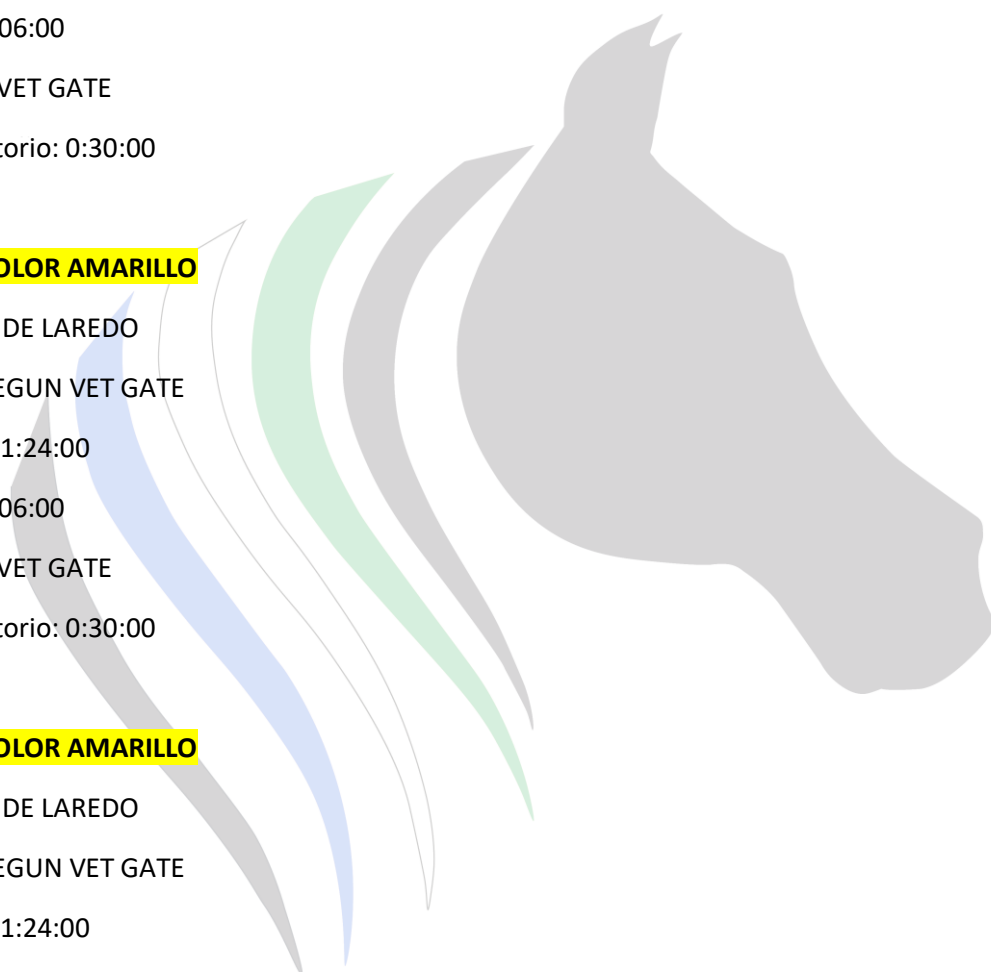 06:00
VET GATE
torio: 0:30:00
OLOR AMARILLO
DE LAREDO
EGUN VET GATE
1:24:00
06:00
VET GATE
torio: 0:30:00
OLOR AMARILLO
DE LAREDO
EGUN VET GATE
1:24:00